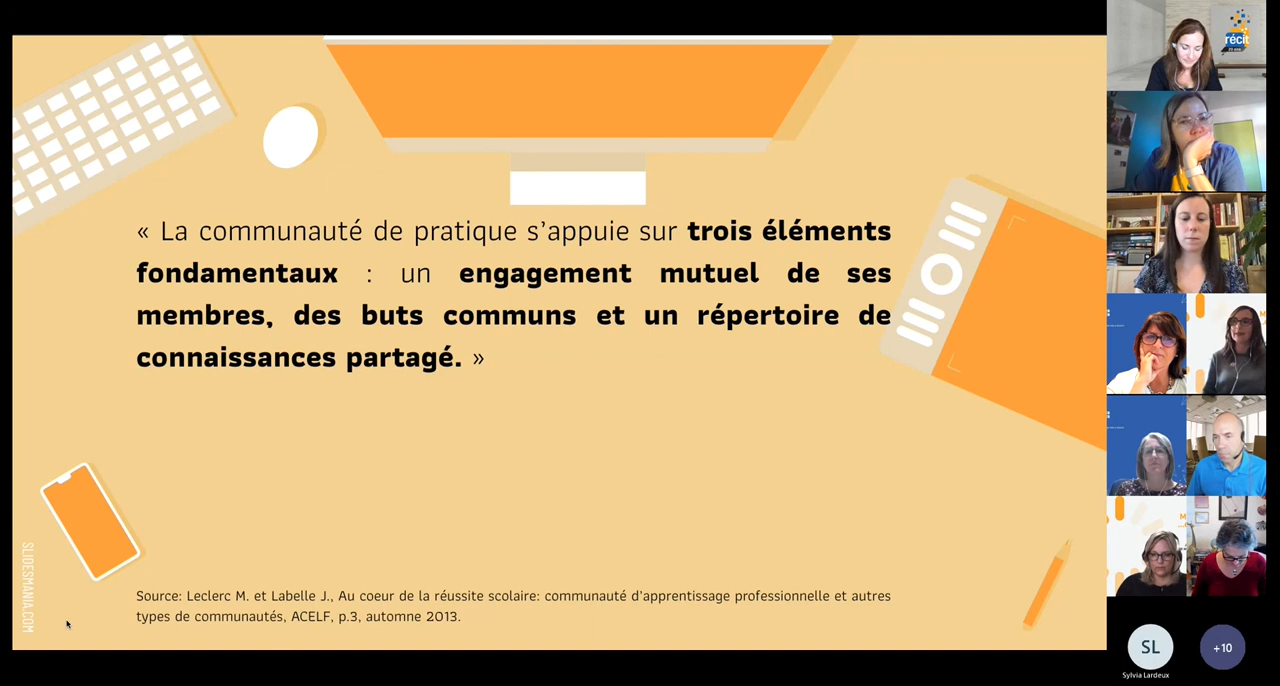 « La communauté de pratique s'appuie sur trois éléments
fondamentaux : un engagement mutuel de ses
membres, des buts communs et un répertoire de
connaissances partagé. »
Source: Leclerc M. et Labelle J., Au coeur de la réussite scolaire: communauté d'apprentissage professionnelle et autres
types de communautés, ACELF, p.3, automne 2013.
SLIDESMANIA.COM
récit
SL
Sylvia Lardeux
+10